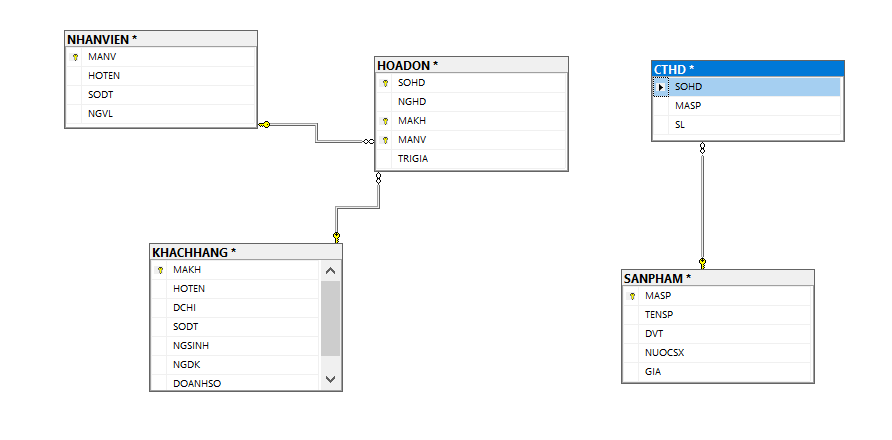 NHANVIEN *
MANV
HOTEN
SODT
NGVL
HOADON *
SOHD
NGHD
MAKH
MANV
TRIGIA
CTHD *
SOHD
MASP
SL
KHACHHANG *
MAKH
HOTEN
DCHI
SODT
NGSINH
NGDK
DOANHSO
SANPHAM *
MASP
TENSP
DVT
NUOCSX
GIA